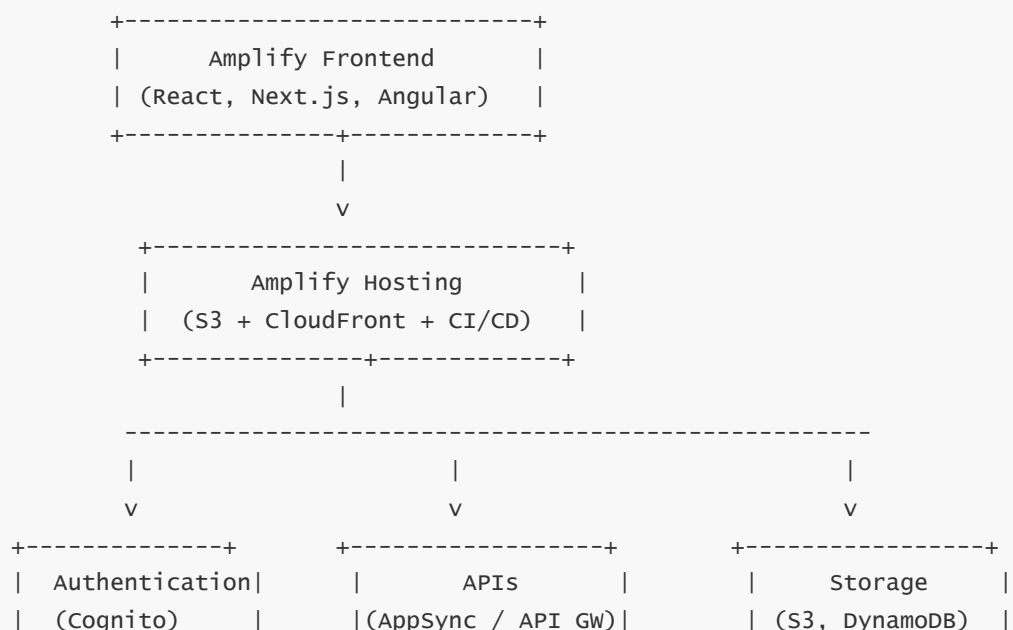 +------------------------------+
|      Amplify Frontend       |
| (React, Next.js, Angular)   |
+---------------+-------------+
|
v
+-----------------------------+
|       Amplify Hosting        |
|  (S3 + CloudFront + CI/CD)   |
+---------------+-------------+
|
-----------------------------------------------------
|                      |                           |
v                      v                           v
+--------------+       +------------------+        +-----------------+
|  Authentication|      |       APIs       |       |     Storage     |
|  (Cognito)     |      |(AppSync / API GW)|       | (S3, DynamoDB)  |